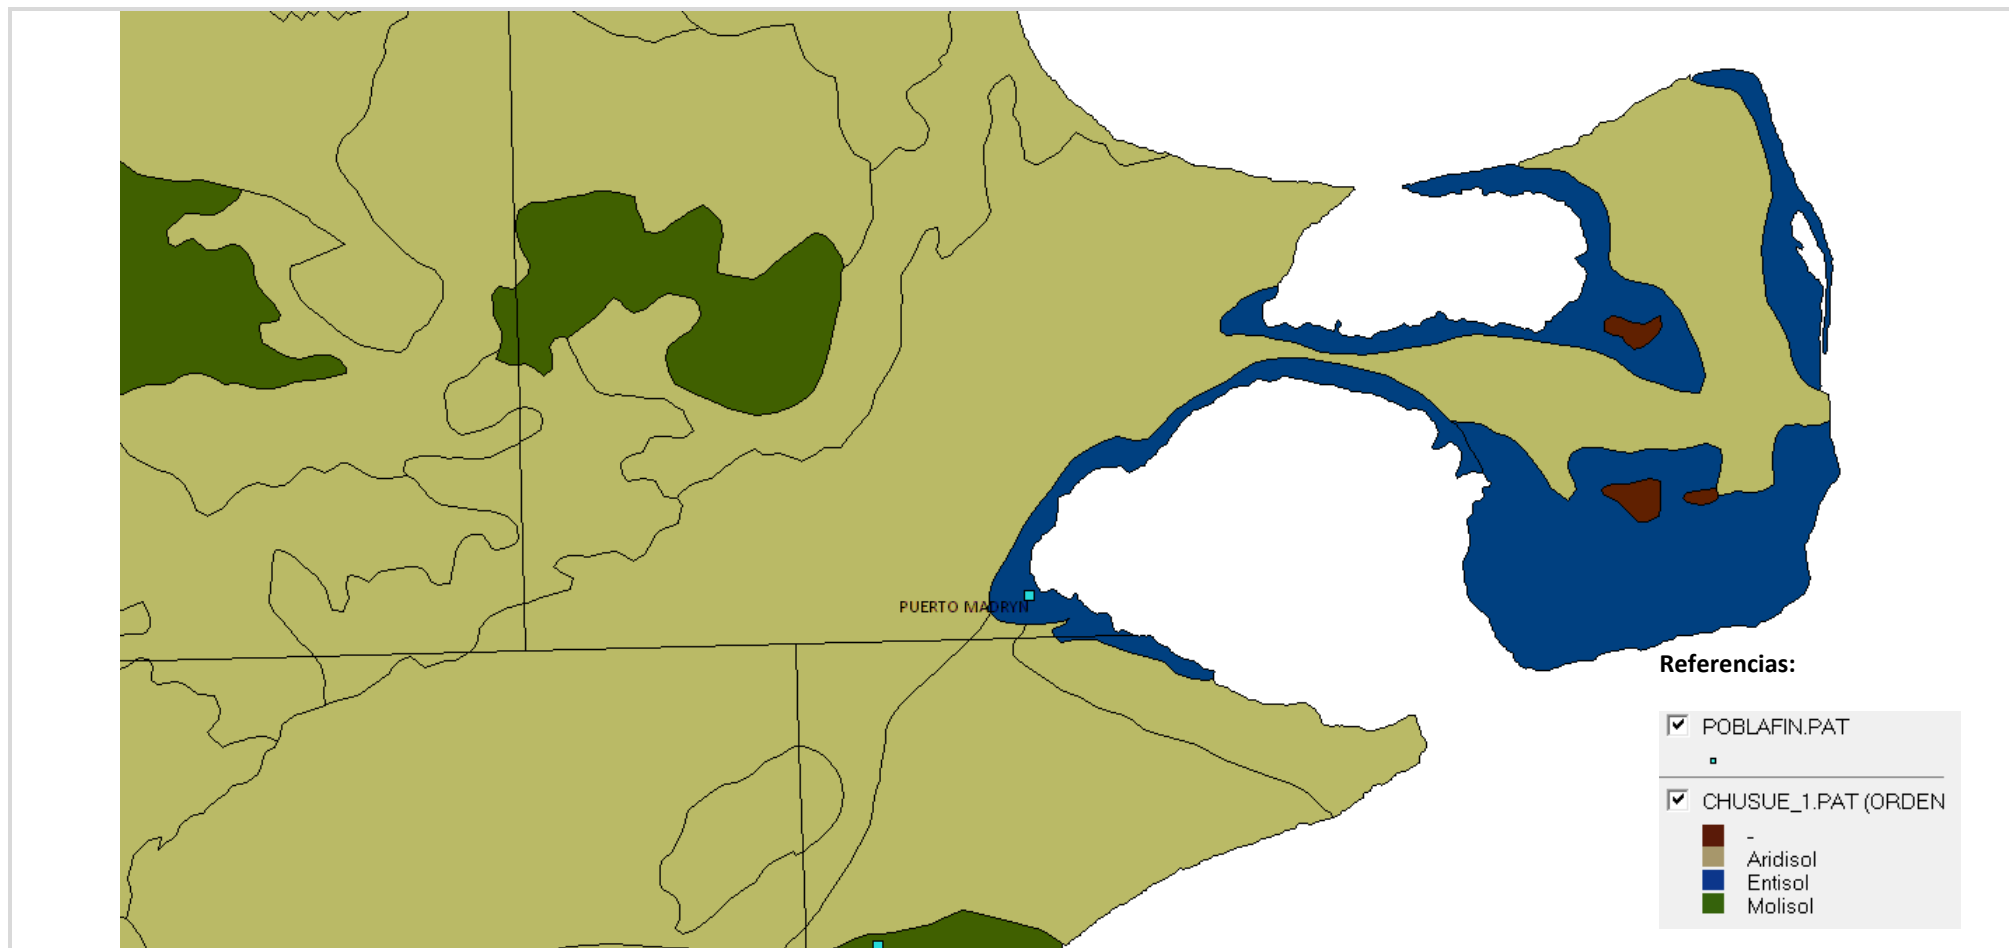 PUERTO MADRYN
Referencias:
POBLAFIN.PAT
CHUSUE_1.PAT (ORDEN
-
Aridisol
Entisol
Molisol